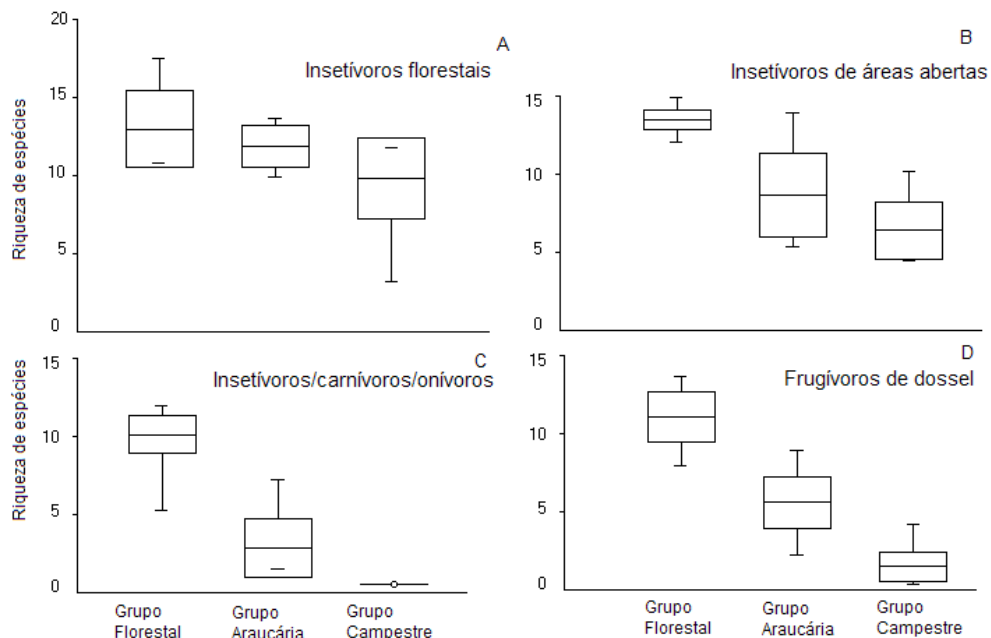 A
Insetívoros florestais
Riqueza de espécies
20
15
10
5
0
B
Insetívoros de áreas abertas
15
10
5
0
C
Insetívoros/carnívoros/onívoros
Riqueza de espécies
15
10
5
0
Grupo
Florestal
Grupo
Araucária
Grupo
Campestre
D
Frugívoros de dossel
15
10
5
0
Grupo
Florestal
Grupo
Araucária
Grupo
Campestre